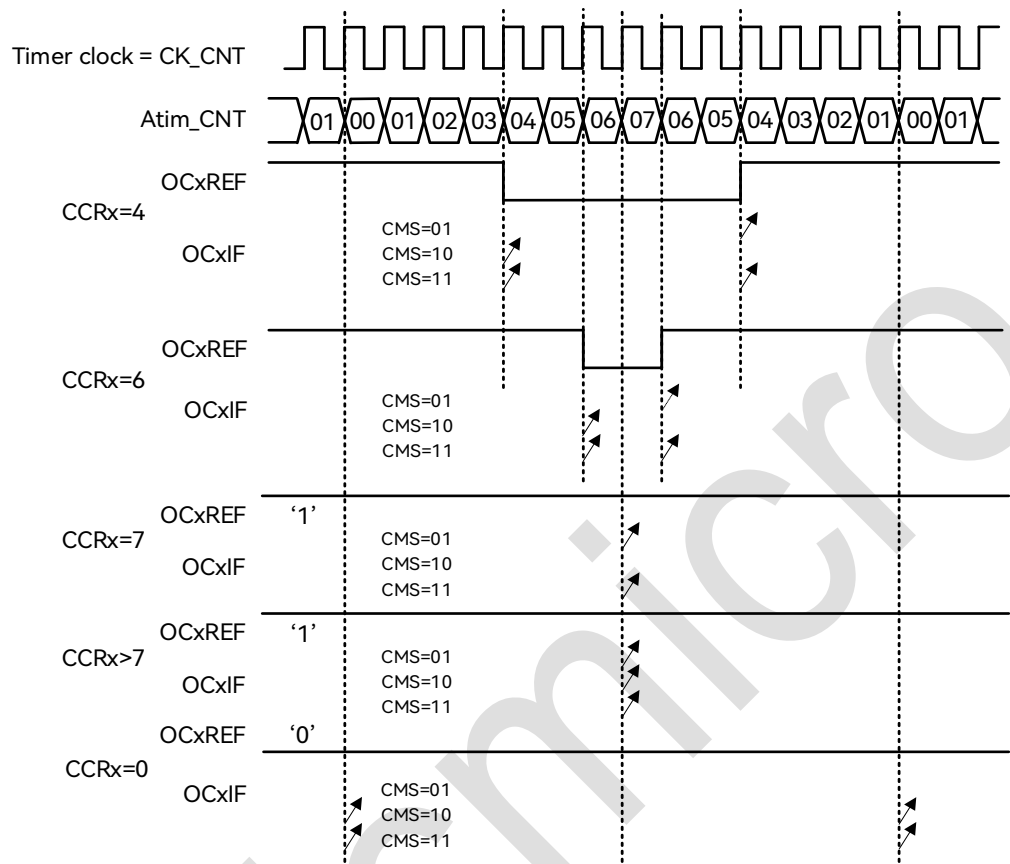 Timer clock = CK_CNT
Atim_CNT 01 00 01 02 03 04 05 06 07 06 05 04 03 02 01 00 01
OCxREF
CCRx=4
CMS=01
OCxIF CMS=10
CMS=11
OCxREF
CCRx=6
CMS=01
OCxIF CMS=10
CMS=11
OCxREF ‘1’
CCRx=7 CMS=01
OCxIF CMS=10
CMS=11
OCxREF ‘1’
CCRx>7 CMS=01
OCxIF CMS=10
CMS=11
OCxREF ‘0’
CCRx=0
OCxIF CMS=01
CMS=10
CMS=11
micro